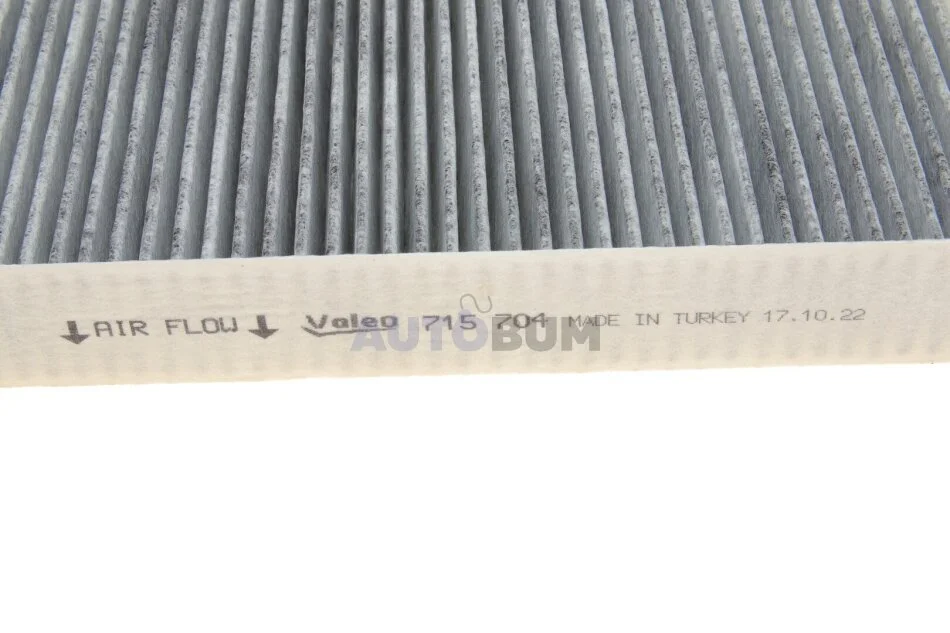 ↓AIR FLOW↓ Valeo 715 704 MADE IN TURKEY 17.10.22
AUTOBUM